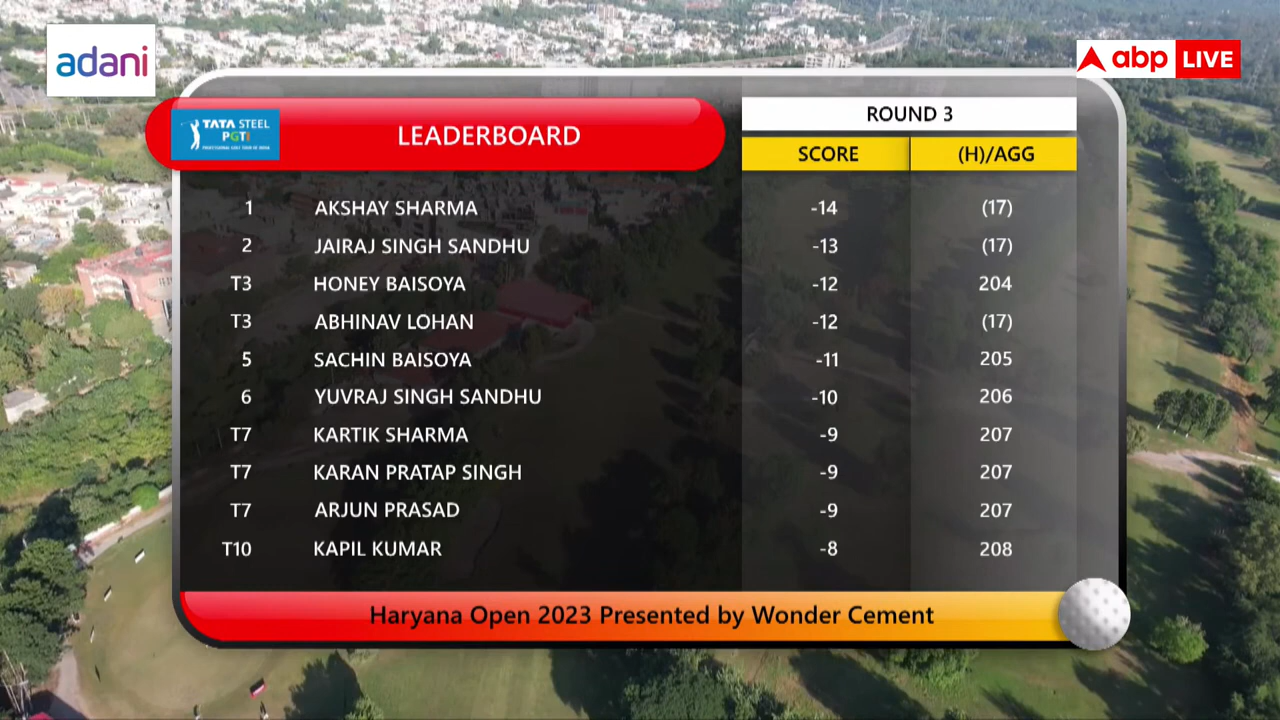 adani
abp LIVE
TATA STEEL
PGTI
PROFESSIONAL GOLF TOUR OF INDIA
LEADERBOARD
ROUND 3
SCORE (H)/AGG
1 AKSHAY SHARMA -14 (17)
2 JAIRAJ SINGH SANDHU -13 (17)
T3 HONEY BAISOYA -12 204
T3 ABHINAV LOHAN -12 (17)
5 SACHIN BAISOYA -11 205
6 YUVRAJ SINGH SANDHU -10 206
T7 KARTIK SHARMA -9 207
T7 KARAN PRATAP SINGH -9 207
T7 ARJUN PRASAD -9 207
T10 KAPIL KUMAR -8 208
Haryana Open 2023 Presented by Wonder Cement